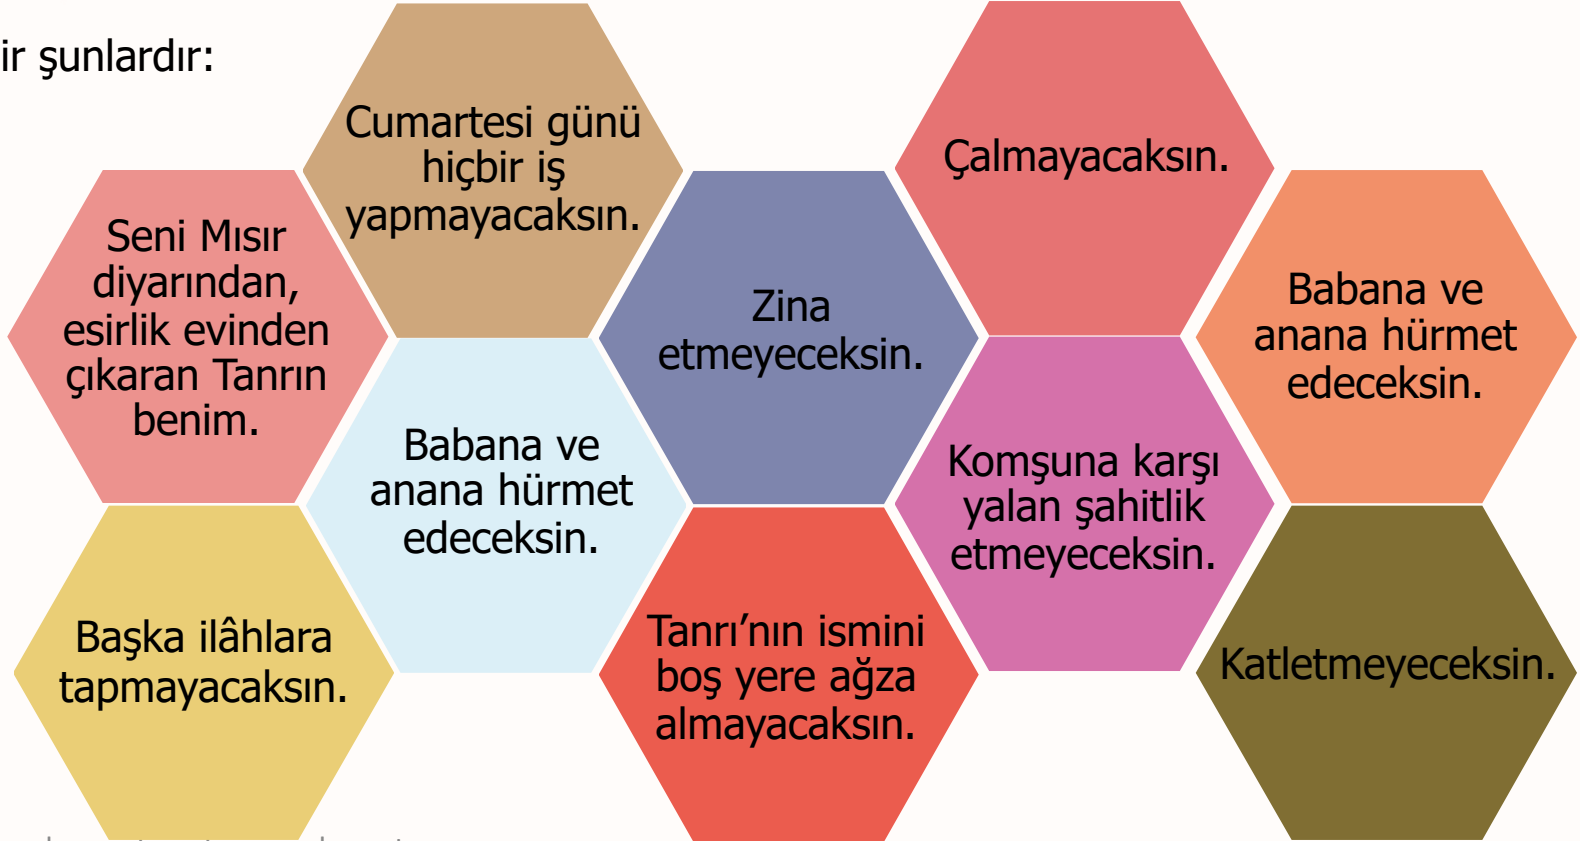 ir şunlardır:
Cumartesi günü
hiçbir iş
yapmayacaksın.
Çalmayacaksın.
Seni Mısır
diyarından,
esirlik evinden
çıkaran Tanrın
benim.
Zina
etmeyeceksin.
Babana ve
anana hürmet
edeceksin.
Babana ve
anana hürmet
edeceksin.
Komşuna karşı
yalan şahitlik
etmeyeceksin.
Başka ilâhlara
tapmayacaksın.
Tanrı’nın ismini
boş yere ağza
almayacaksın.
Katletmeyeceksin.